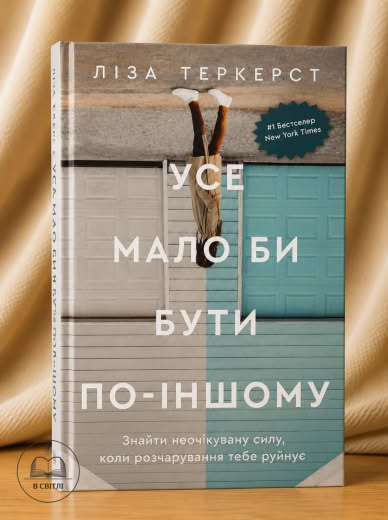 ЛІЗА ТЕРКЕРСТ
#1 Бестселер
New York Times
УСЕ
МАЛО БИ
БУТИ
ПО-ІНШОМУ
Знайти неочікувану силу,
коли розчарування тебе руйнує
В СВІТЛІ